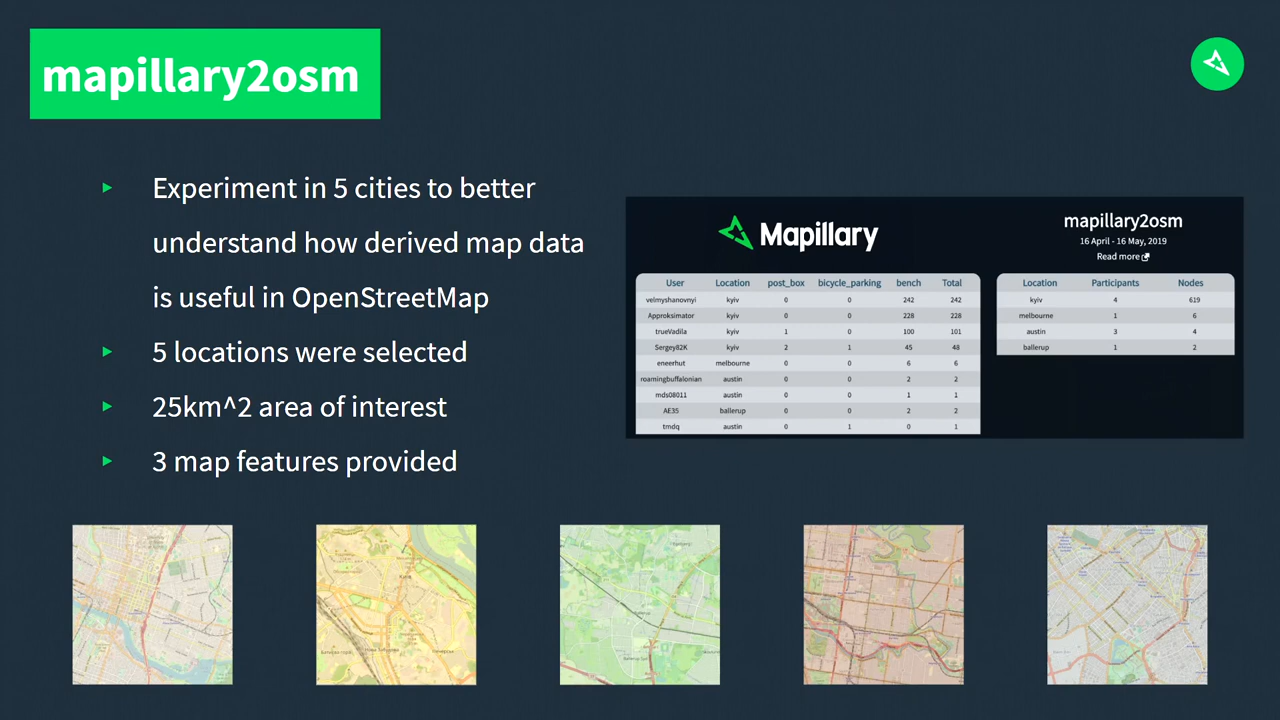 mapillary2osm
Experiment in 5 cities to better
understand how derived map data
is useful in OpenStreetMap
5 locations were selected
25km^2 area of interest
3 map features provided
Mapillary
User Location post_box bicycle_parking bench Total
velmyshanovnyi kyiv 0 0 242 242
Approksimator kyiv 0 0 228 228
trueVadila kyiv 1 0 100 101
Sergey82K kyiv 2 1 45 48
eneerhut melbourne 0 0 6 6
roamingbuffalonian austin 0 0 2 2
mds08011 austin 0 0 1 1
AE35 ballerup 0 0 2 2
tmdq austin 0 1 0 1
mapillary2osm
16 April - 16 May, 2019
Read more
Location Participants Nodes
kyiv 4 619
melbourne 1 6
austin 3 4
ballerup 1 2